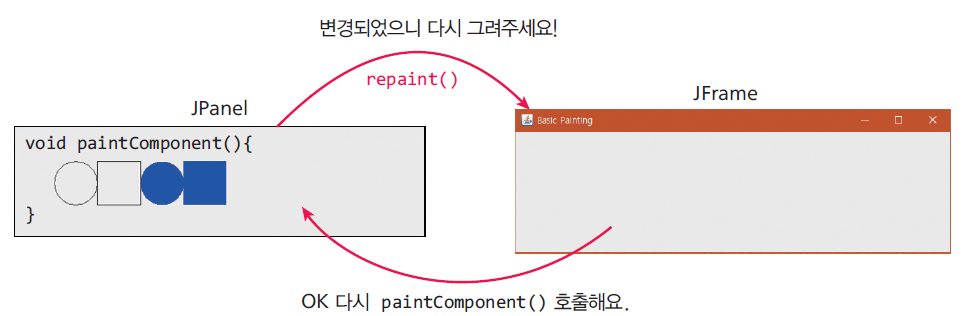 변경되었으니 다시 그려주세요!
repaint()
JPanel
JFrame
void paintComponent(){
}
Basic Painting
OK 다시 paintComponent() 호출해요.